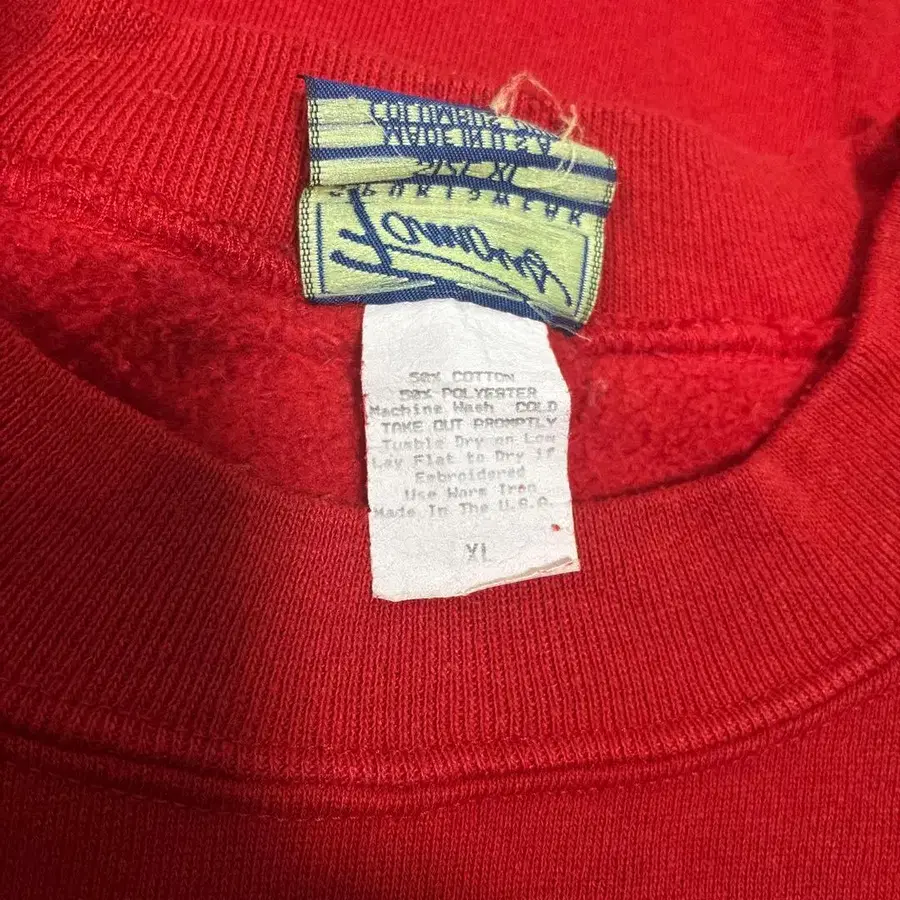 50% COTTON
50% POLYESTER
Machine Wash COLD
TAKE OUT PROMPTLY
Tumble Dry on Low
Lay Flat to Dry if
Embroidered
Use Warm Iron
Made In The U.S.A.
XL